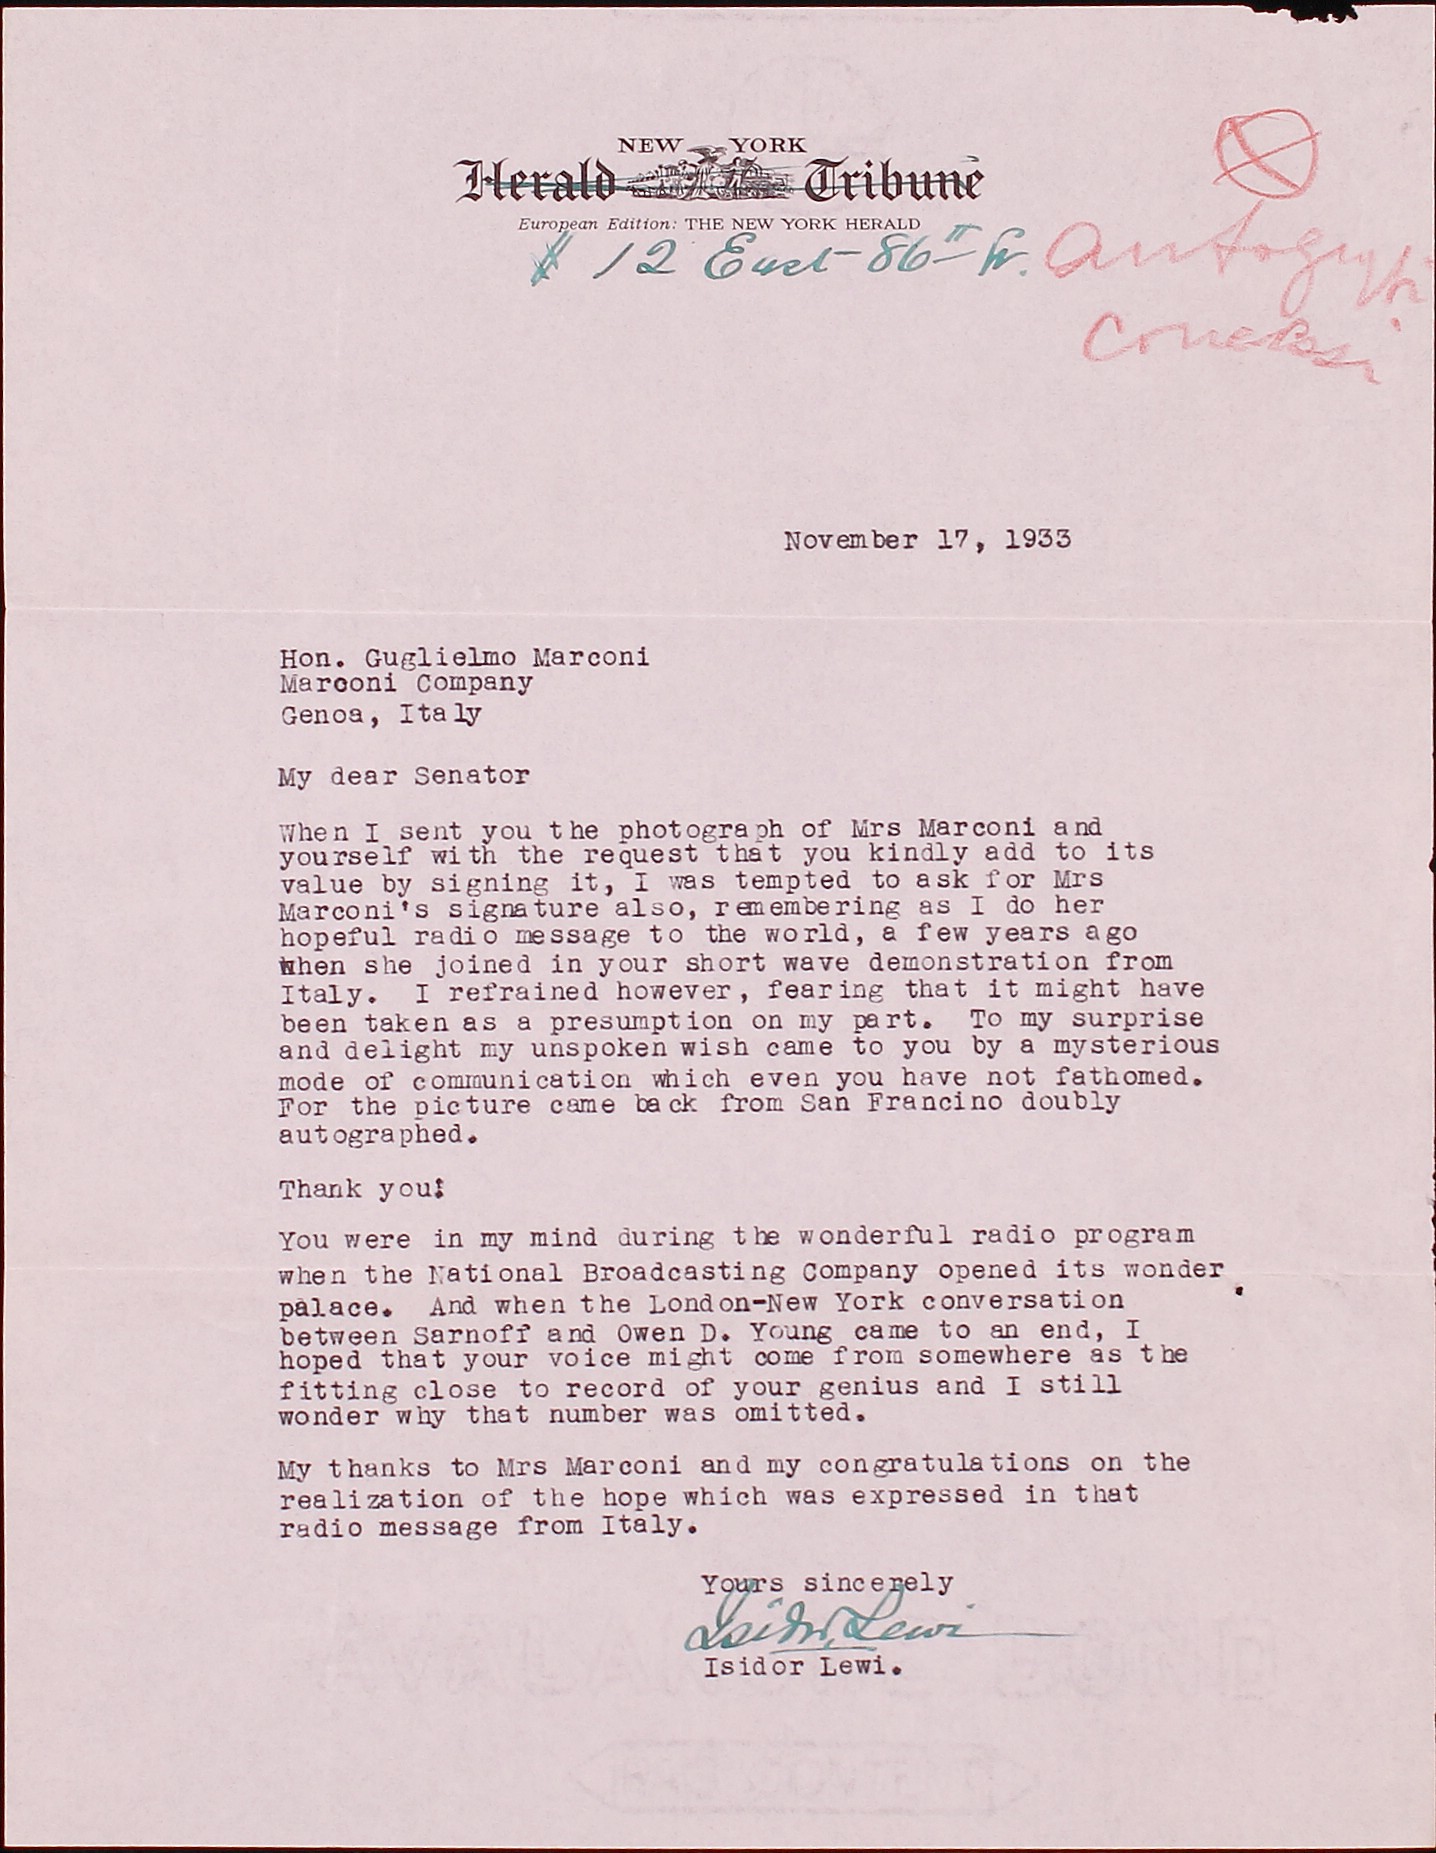 NEW YORK
Herald Tribune
European Edition: THE NEW YORK HERALD
12 East 86th St.
November 17, 1933
Hon. Guglielmo Marconi
Marconi Company
Genoa, Italy
My dear Senator
When I sent you the photograph of Mrs Marconi and
yourself with the request that you kindly add to its
value by signing it, I was tempted to ask for Mrs
Marconi's signature also, remembering as I do her
hopeful radio message to the world, a few years ago
when she joined in your short wave demonstration from
Italy. I refrained however, fearing that it might have
been taken as a presumption on my part. To my surprise
and delight my unspoken wish came to you by a mysterious
mode of communication which even you have not fathomed.
For the picture came back from San Francino doubly
autographed.
Thank you!
You were in my mind during the wonderful radio program
when the National Broadcasting Company opened its wonder
palace. And when the London-New York conversation
between Sarnoff and Owen D. Young came to an end, I
hoped that your voice might come from somewhere as the
fitting close to record of your genius and I still
wonder why that number was omitted.
My thanks to Mrs Marconi and my congratulations on the
realization of the hope which was expressed in that
radio message from Italy.
Yours sincerely
Isidor Lewi
Isidor Lewi.